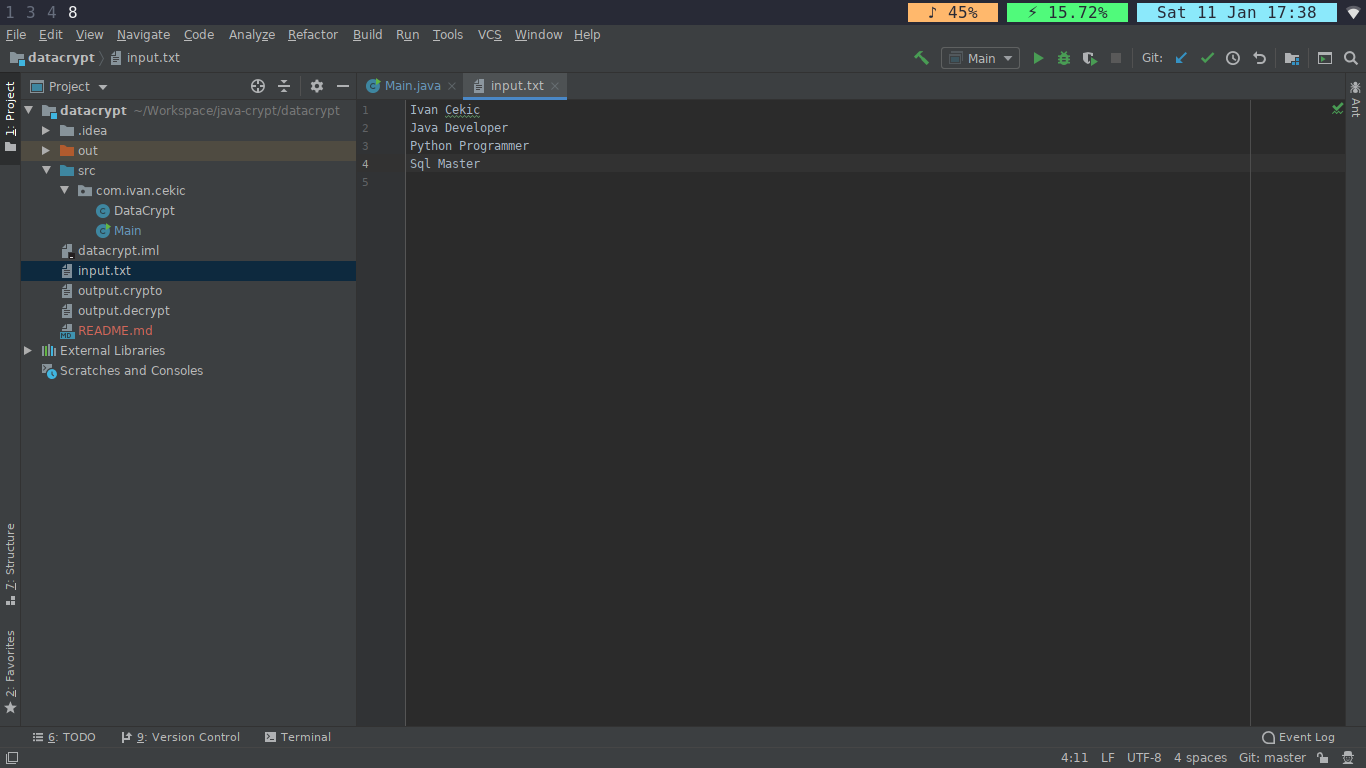 1 3 4 8 ♪ 45% ⚡ 15.72% Sat 11 Jan 17:38
File Edit View Navigate Code Analyze Refactor Build Run Tools VCS Window Help
datacrypt input.txt Main Git:
1: Project
Project
Main.java input.txt
Ant
datacrypt ~/Workspace/java-crypt/datacrypt
.idea
out
src
com.ivan.cekic
DataCrypt
Main
datacrypt.iml
input.txt
output.crypto
output.decrypt
README.md
External Libraries
Scratches and Consoles
1 Ivan Cekic
2 Java Developer
3 Python Programmer
4 Sql Master
5
7: Structure
2: Favorites
6: TODO 9: Version Control Terminal Event Log
4:11 LF UTF-8 4 spaces Git: master